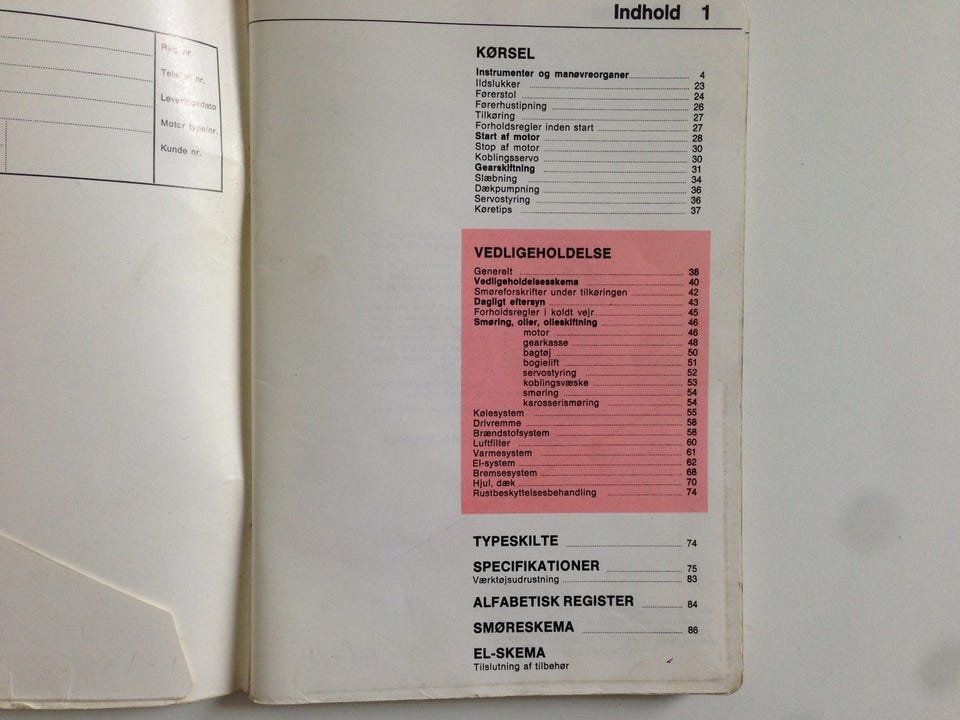 Reg. nr.
Telefon nr.
Leveringsdato
Motor type/nr.
Kunde nr.
Indhold 1
KØRSEL
Instrumenter og manøvreorganer 4
Ildslukker 23
Førerstol 24
Førerhustipning 26
Tilkøring 27
Forholdsregler inden start 27
Start af motor 28
Stop af motor 30
Koblingsservo 30
Gearskiftning 31
Slæbning 34
Dækpumpning 36
Servostyring 36
Køretips 37
VEDLIGEHOLDELSE
Generelt 38
Vedligeholdelsesskema 40
Smøreforskrifter under tilkøringen 42
Dagligt eftersyn 43
Forholdsregler i koldt vejr 45
Smøring, olier, olieskiftning 46
motor 46
gearkasse 48
bagtøj 50
bogielift 51
servostyring 52
koblingsvæske 53
smøring 54
karosserismøring 54
Kølesystem 55
Drivremme 58
Brændstofsystem 58
Luftfilter 60
Varmesystem 61
El-system 62
Bremsesystem 68
Hjul, dæk 70
Rustbeskyttelsesbehandling 74
TYPESKILTE 74
SPECIFIKATIONER 75
Værktøjsudrustning 83
ALFABETISK REGISTER 84
SMØRESKEMA 86
EL-SKEMA
Tilslutning af tilbehør